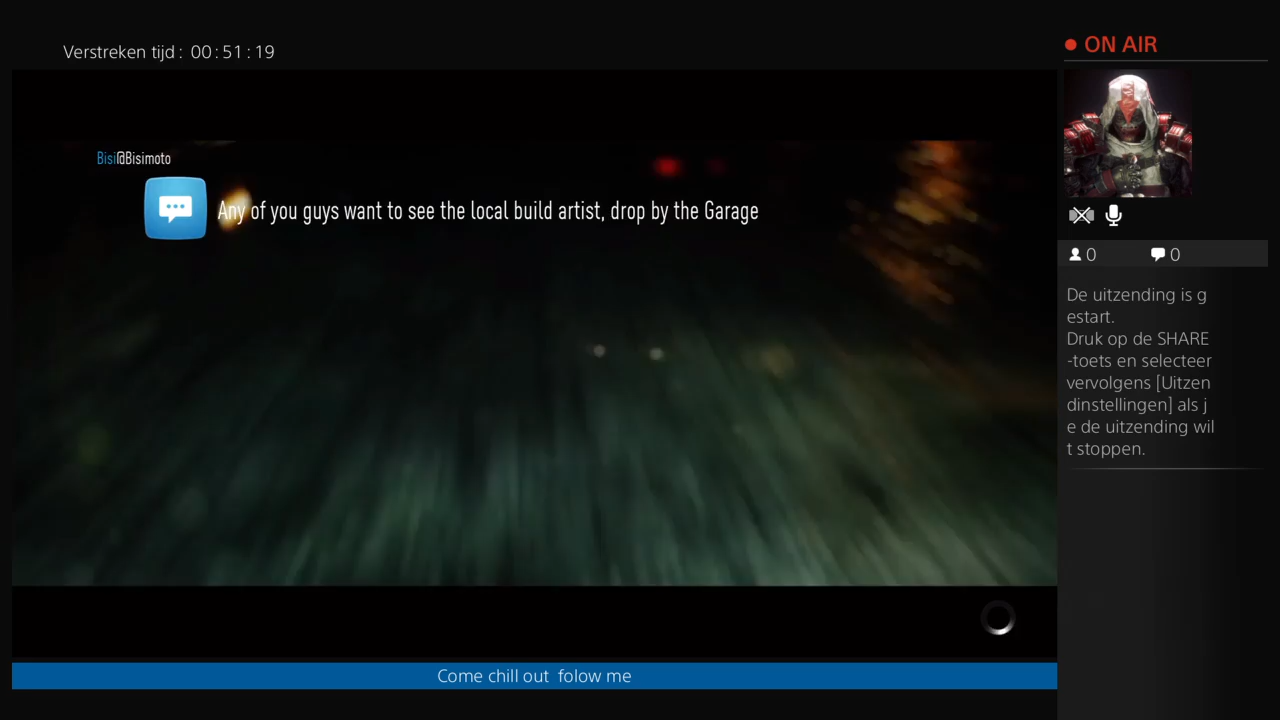 Verstreken tijd: 00:51:19
ON AIR
Bisi@Bisimoto
Any of you guys want to see the local build artist, drop by the Garage
0 0
De uitzending is g
estart.
Druk op de SHARE
-toets en selecteer
vervolgens [Uitzen
dinstellingen] als j
e de uitzending wil
t stoppen.
Come chill out folow me